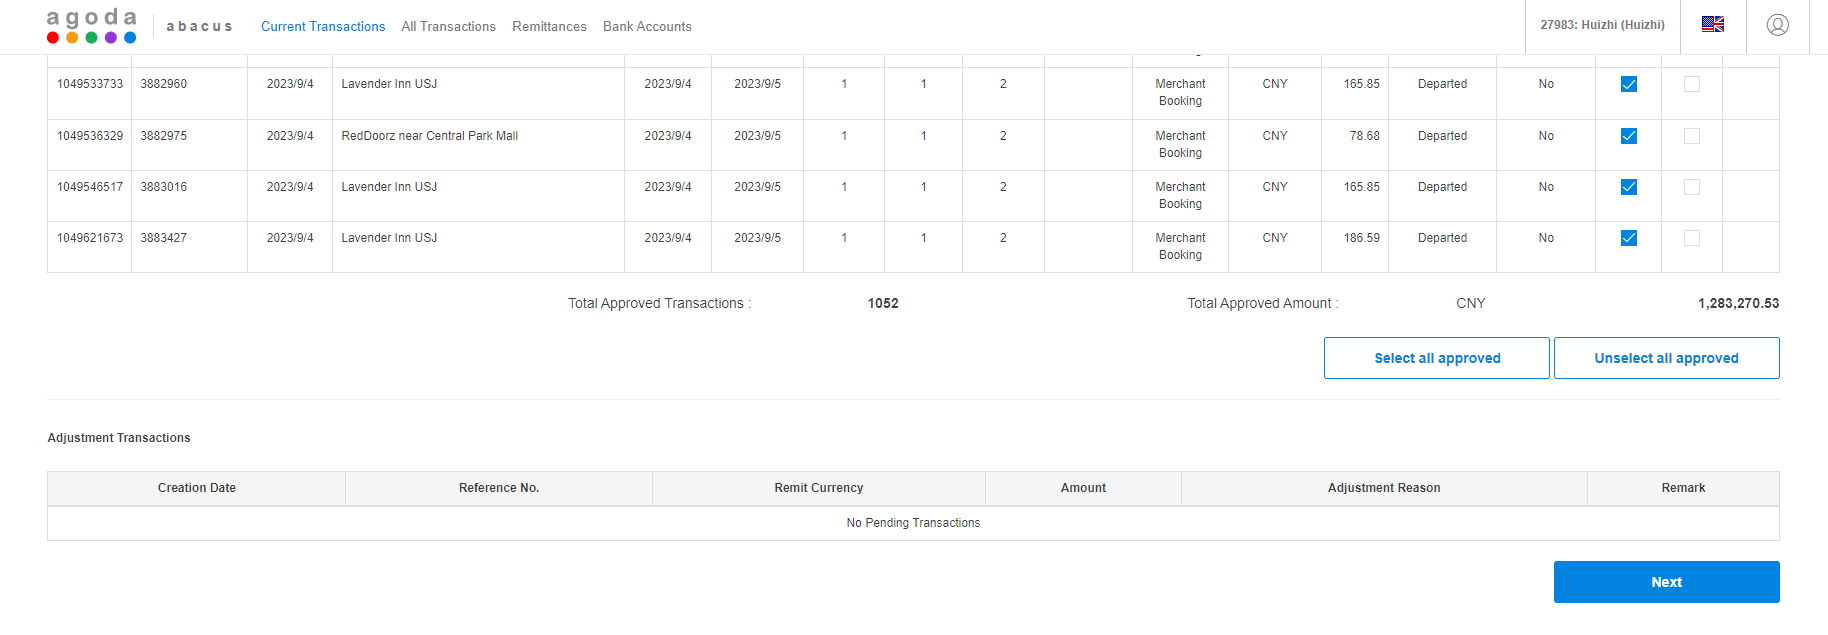 agoda abacus Current Transactions All Transactions Remittances Bank Accounts 27983: Huizhi (Huizhi)
1049533733 3882960 2023/9/4 Lavender Inn USJ 2023/9/4 2023/9/5 1 1 2 Merchant Booking CNY 165.85 Departed No
1049536329 3882975 2023/9/4 RedDoorz near Central Park Mall 2023/9/4 2023/9/5 1 1 2 Merchant Booking CNY 78.68 Departed No
1049546517 3883016 2023/9/4 Lavender Inn USJ 2023/9/4 2023/9/5 1 1 2 Merchant Booking CNY 165.85 Departed No
1049621673 3883427 2023/9/4 Lavender Inn USJ 2023/9/4 2023/9/5 1 1 2 Merchant Booking CNY 186.59 Departed No
Total Approved Transactions : 1052 Total Approved Amount : CNY 1,283,270.53
Select all approved Unselect all approved
Adjustment Transactions
Creation Date Reference No. Remit Currency Amount Adjustment Reason Remark
No Pending Transactions
Next